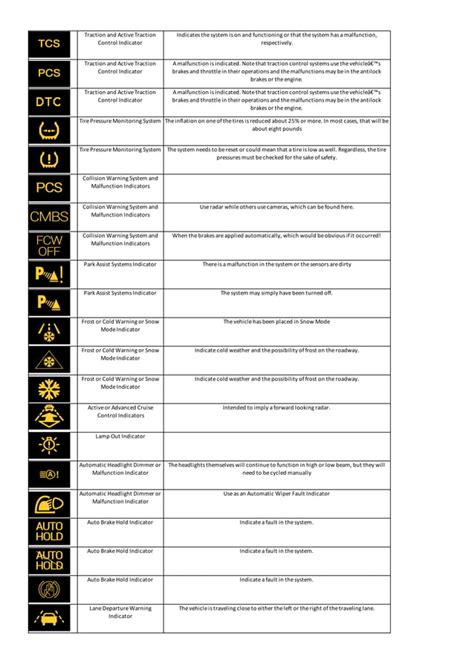 TCS
Traction and Active Traction
Control Indicator
Indicates the system is on and functioning or that the system has a malfunction,
respectively.
PCS
Traction and Active Traction
Control Indicator
A malfunction is indicated. Note that traction control systems use the vehicleâ€™s
brakes and throttle in their operations and the malfunctions may be in the antilock
brakes or the engine.
DTC
Traction and Active Traction
Control Indicator
A malfunction is indicated. Note that traction control systems use the vehicleâ€™s
brakes and throttle in their operations and the malfunctions may be in the antilock
brakes or the engine.
Tire Pressure Monitoring System
The inflation on one of the tires is reduced about 25% or more. In most cases, that will be
about eight pounds
Tire Pressure Monitoring System
The system needs to be reset or could mean that a tire is low as well. Regardless, the tire
pressures must be checked for the sake of safety.
PCS
Collision Warning System and
Malfunction Indicators
CMBS
Collision Warning System and
Malfunction Indicators
Use radar while others use cameras, which can be found here.
FCW
OFF
Collision Warning System and
Malfunction Indicators
When the brakes are applied automatically, which would be obvious if it occurred!
P !
Park Assist Systems Indicator
There is a malfunction in the system or the sensors are dirty
P
Park Assist Systems Indicator
The system may simply have been turned off.
Frost or Cold Warning or Snow
Mode Indicator
The vehicle has been placed in Snow Mode
Frost or Cold Warning or Snow
Mode Indicator
Indicate cold weather and the possibility of frost on the roadway.
Frost or Cold Warning or Snow
Mode Indicator
Indicate cold weather and the possibility of frost on the roadway.
Active or Advanced Cruise
Control Indicators
Intended to imply a forward looking radar.
Lamp Out Indicator
A !
Automatic Headlight Dimmer or
Malfunction Indicator
The headlights themselves will continue to function in high or low beam, but they will
need to be cycled manually
Automatic Headlight Dimmer or
Malfunction Indicator
Use as an Automatic Wiper Fault Indicator
AUTO
HOLD
Auto Brake Hold Indicator
Indicate a fault in the system.
AUTO
HOLD
Auto Brake Hold Indicator
Indicate a fault in the system.
Auto Brake Hold Indicator
Indicate a fault in the system.
Lane Departure Warning
Indicator
The vehicle is traveling close to either the left or the right of the traveling lane.